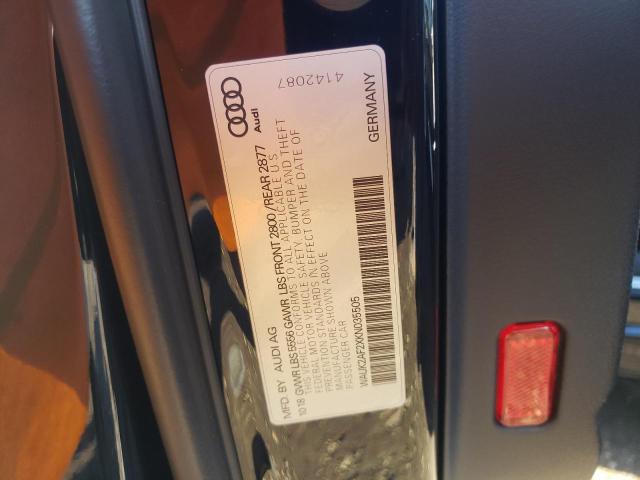 Audi
4142087
MFD. BY AUDI AG
10 18 GVWR LBS 5556 GAWR LBS FRONT 2800 / REAR 2877
THIS VEHICLE CONFORMS TO ALL APPLICABLE U S
FEDERAL MOTOR VEHICLE SAFETY, BUMPER AND THEFT
PREVENTION STANDARDS IN EFFECT ON THE DATE OF
MANUFACTURE SHOWN ABOVE
PASSENGER CAR
WAUK2AF2XKN035505
GERMANY